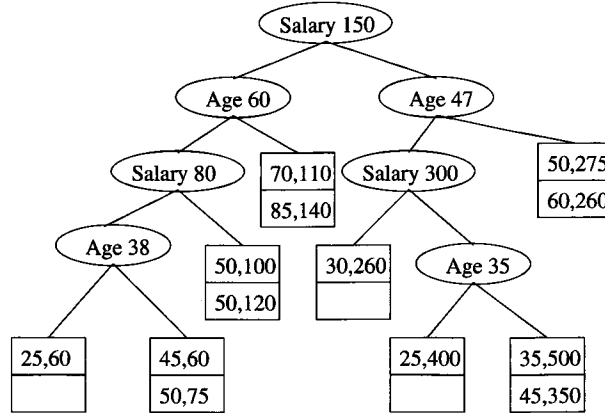 Salary 150
Age 60
Age 47
Salary 80
70,110
85,140
Salary 300
50,275
60,260
Age 38
50,100
50,120
30,260
Age 35
25,60
45,60
50,75
25,400
35,500
45,350